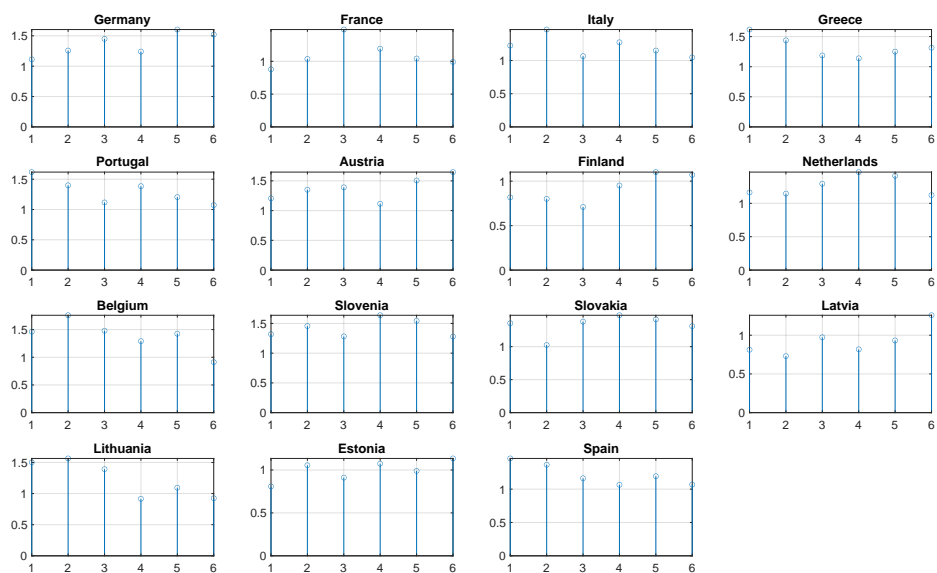 Germany
1.5
1
0.5
0
1 2 3 4 5 6
France
1
0.5
0
1 2 3 4 5 6
Italy
1
0.5
0
1 2 3 4 5 6
Greece
1.5
1
0.5
0
1 2 3 4 5 6
Portugal
1.5
1
0.5
0
1 2 3 4 5 6
Austria
1.5
1
0.5
0
1 2 3 4 5 6
Finland
1
0.5
0
1 2 3 4 5 6
Netherlands
1
0.5
0
1 2 3 4 5 6
Belgium
1.5
1
0.5
0
1 2 3 4 5 6
Slovenia
1.5
1
0.5
0
1 2 3 4 5 6
Slovakia
1
0.5
0
1 2 3 4 5 6
Latvia
1
0.5
0
1 2 3 4 5 6
Lithuania
1.5
1
0.5
0
1 2 3 4 5 6
Estonia
1
0.5
0
1 2 3 4 5 6
Spain
1
0.5
0
1 2 3 4 5 6